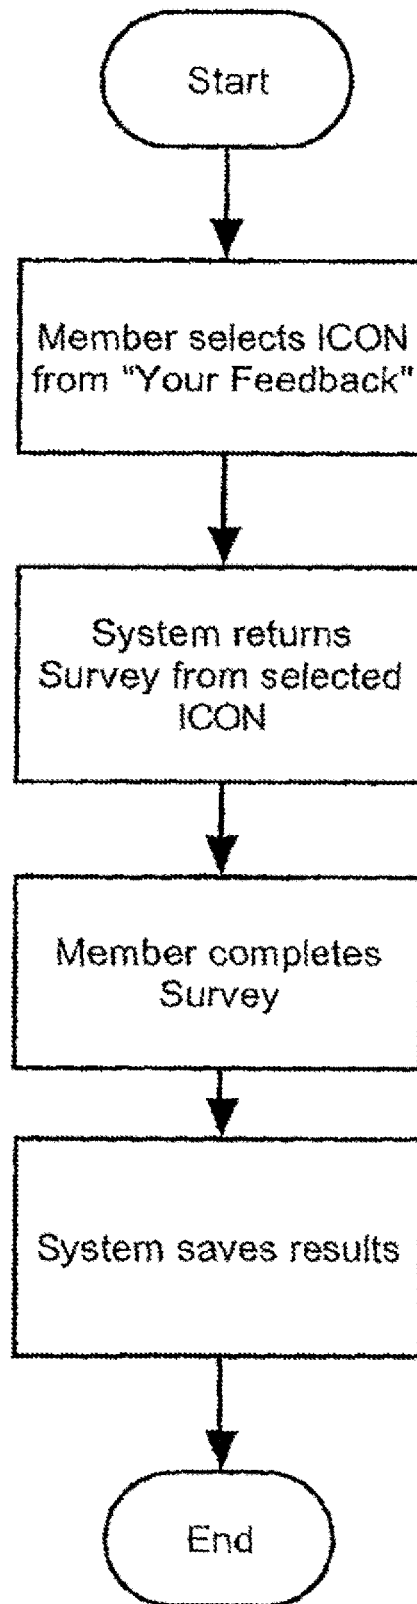 Start
Member selects ICON
from "Your Feedback"
System returns
Survey from selected
ICON
Member completes
Survey
System saves results
End